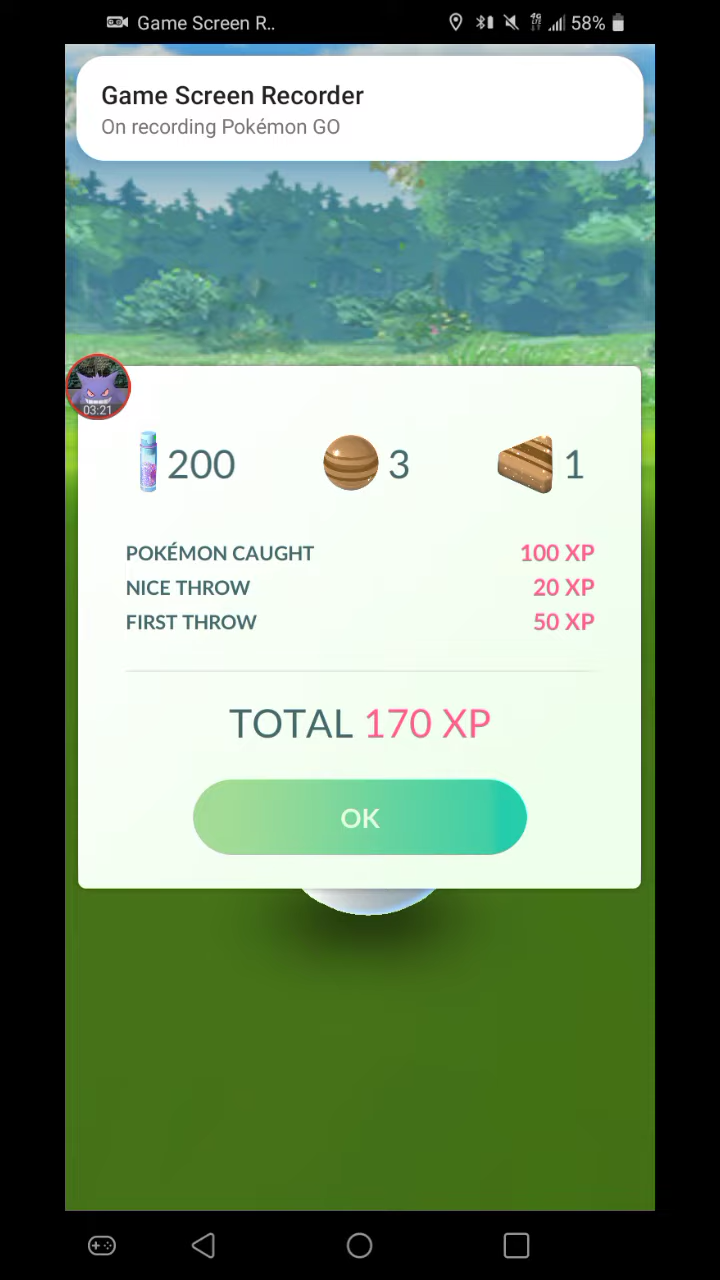 Game Screen R.. 58%
Game Screen Recorder
On recording Pokémon GO
03:21
200 3 1
POKÉMON CAUGHT 100 XP
NICE THROW 20 XP
FIRST THROW 50 XP
TOTAL 170 XP
OK